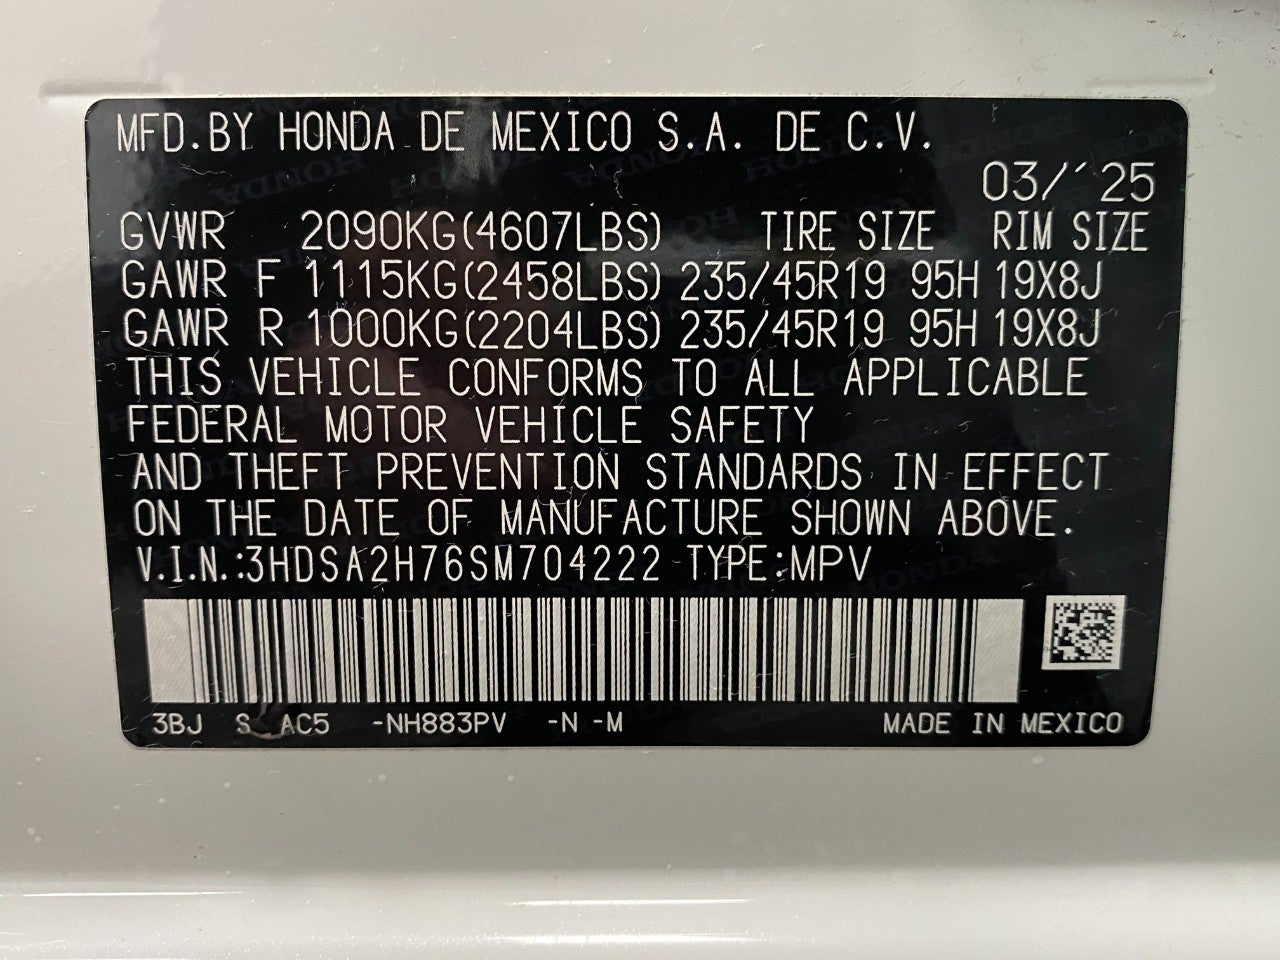 MFD.BY HONDA DE MEXICO S.A. DE C.V.
03/´25
GVWR 2090KG(4607LBS) TIRE SIZE RIM SIZE
GAWR F 1115KG(2458LBS) 235/45R19 95H 19X8J
GAWR R 1000KG(2204LBS) 235/45R19 95H 19X8J
THIS VEHICLE CONFORMS TO ALL APPLICABLE
FEDERAL MOTOR VEHICLE SAFETY
AND THEFT PREVENTION STANDARDS IN EFFECT
ON THE DATE OF MANUFACTURE SHOWN ABOVE.
V.I.N.:3HDSA2H76SM704222 TYPE:MPV
3BJ S AC5 -NH883PV -N -M MADE IN MEXICO